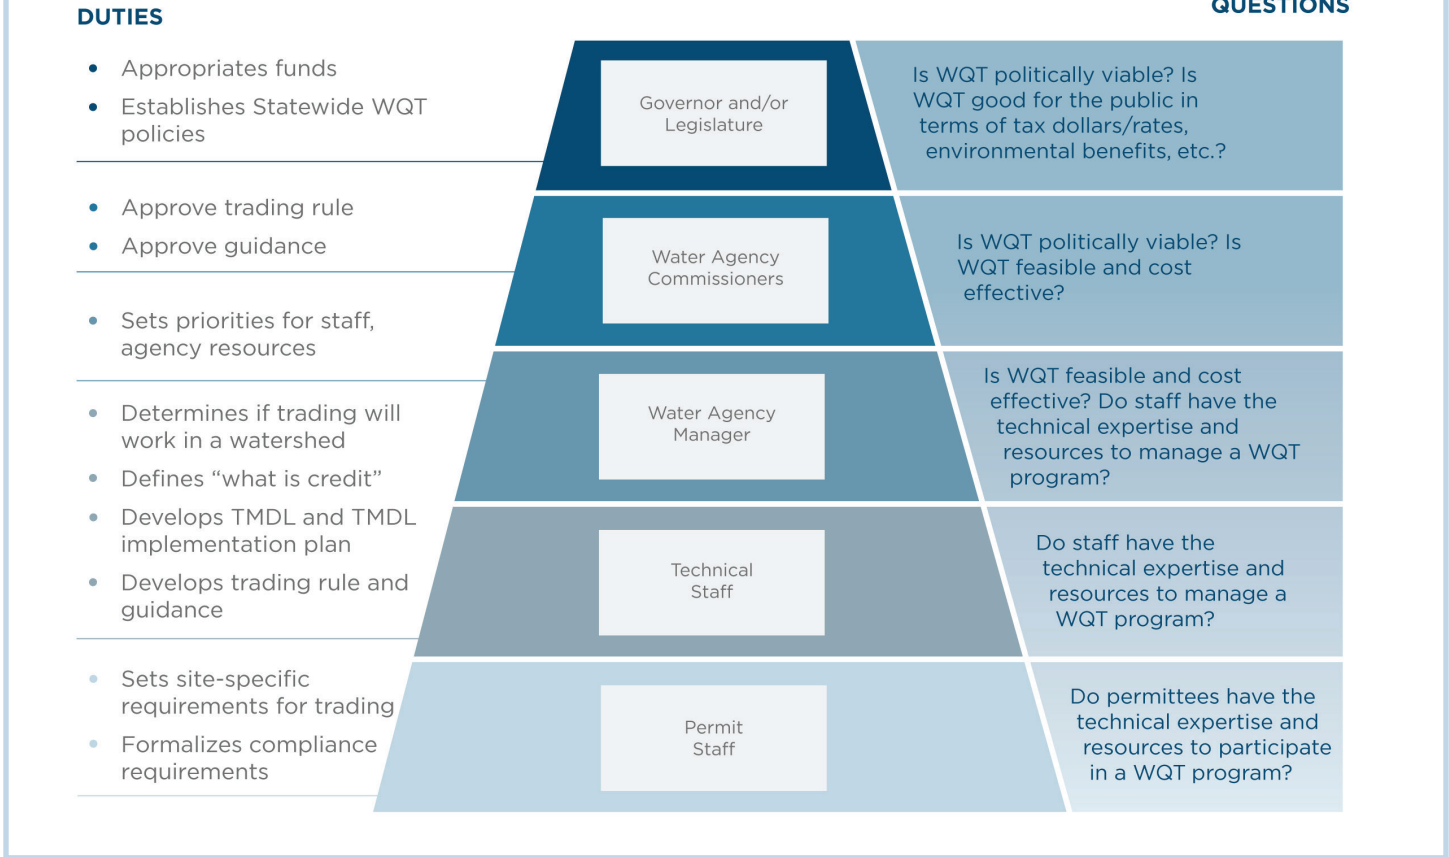 DUTIES
QUESTIONS
• Appropriates funds
• Establishes Statewide WQT
policies
Governor and/or
Legislature
Is WQT politically viable? Is
WQT good for the public in
terms of tax dollars/rates,
environmental benefits, etc.?
• Approve trading rule
• Approve guidance
Water Agency
Commissioners
Is WQT politically viable? Is
WQT feasible and cost
effective?
• Sets priorities for staff,
agency resources
Water Agency
Manager
Is WQT feasible and cost
effective? Do staff have the
technical expertise and
resources to manage a WQT
program?
• Determines if trading will
work in a watershed
• Defines “what is credit”
• Develops TMDL and TMDL
implementation plan
• Develops trading rule and
guidance
Technical
Staff
Do staff have the
technical expertise and
resources to manage a
WQT program?
• Sets site-specific
requirements for trading
• Formalizes compliance
requirements
Permit
Staff
Do permittees have the
technical expertise and
resources to participate
in a WQT program?